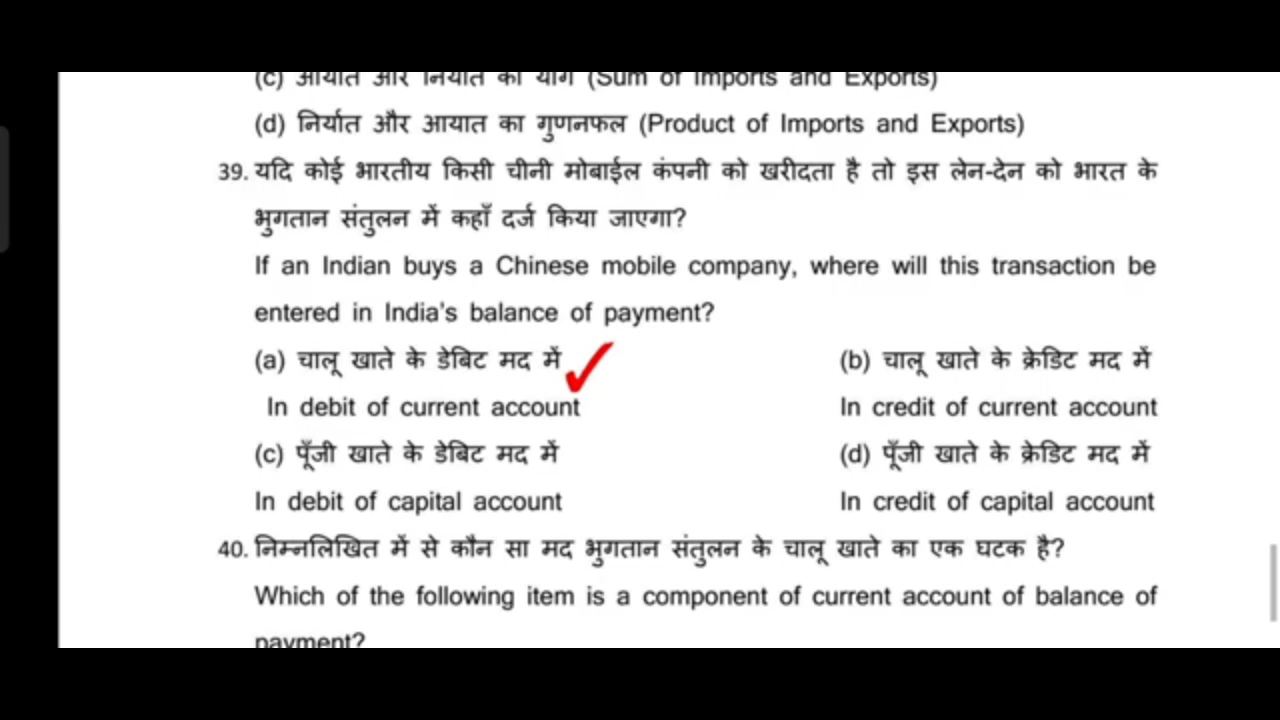 (c) आयात और निर्यात का योग (Sum of Imports and Exports)
(d) निर्यात और आयात का गुणनफल (Product of Imports and Exports)
39. यदि कोई भारतीय किसी चीनी मोबाईल कंपनी को खरीदता है तो इस लेन-देन को भारत के
भुगतान संतुलन में कहाँ दर्ज किया जाएगा?
If an Indian buys a Chinese mobile company, where will this transaction be
entered in India's balance of payment?
(a) चालू खाते के डेबिट मद में (b) चालू खाते के क्रेडिट मद में
In debit of current account In credit of current account
(c) पूँजी खाते के डेबिट मद में (d) पूँजी खाते के क्रेडिट मद में
In debit of capital account In credit of capital account
40. निम्नलिखित में से कौन सा मद भुगतान संतुलन के चालू खाते का एक घटक है?
Which of the following item is a component of current account of balance of
payment?